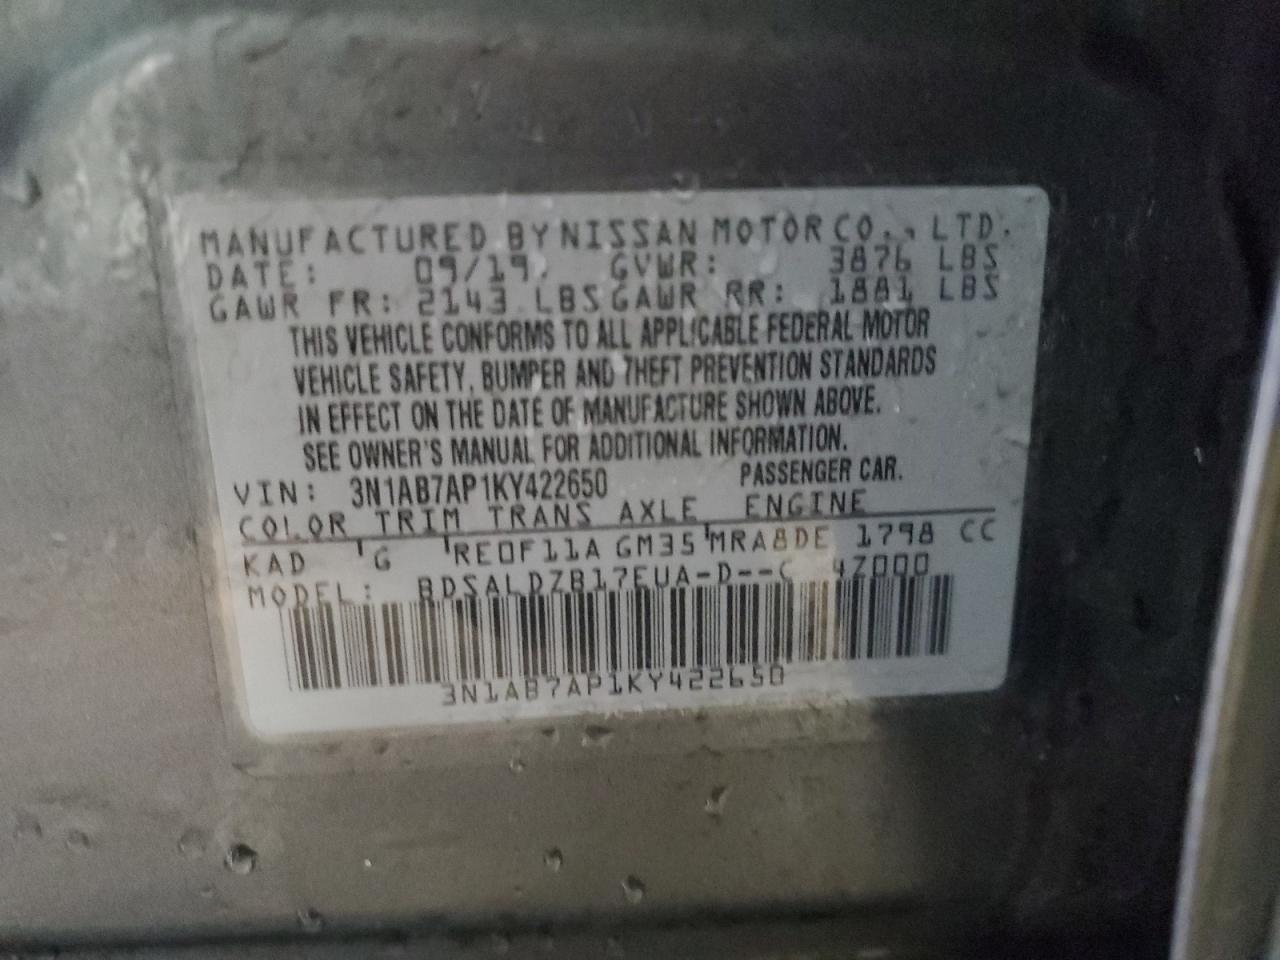 MANUFACTURED BY NISSAN MOTOR CO., LTD.
DATE: 09/19 GVWR: 3876 LBS
GAWR FR: 2143 LBS GAWR RR: 1881 LBS
THIS VEHICLE CONFORMS TO ALL APPLICABLE FEDERAL MOTOR
VEHICLE SAFETY, BUMPER AND THEFT PREVENTION STANDARDS
IN EFFECT ON THE DATE OF MANUFACTURE SHOWN ABOVE.
SEE OWNER'S MANUAL FOR ADDITIONAL INFORMATION.
VIN: 3N1AB7AP1KY422650 PASSENGER CAR.
COLOR TRIM TRANS AXLE ENGINE
KAD G RE0F11A GM35 MRA8DE 1798 CC
MODEL: BDSALDZB17EUA-D--C 4Z000
3N1AB7AP1KY422650